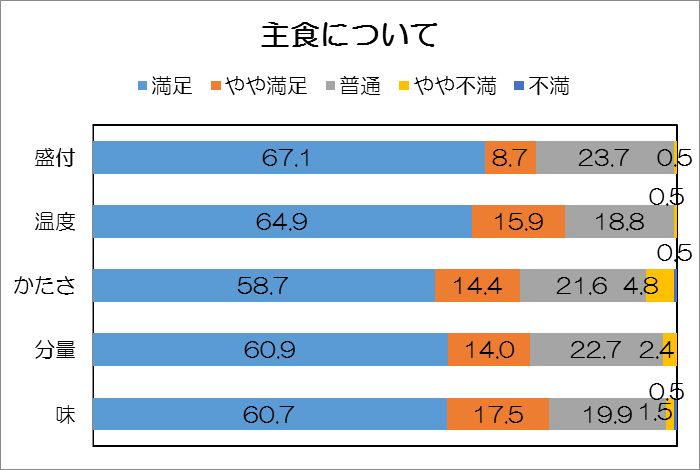 主食について
満足 やや満足 普通 やや不満 不満
盛付 67.1 8.7 23.7 0.5
温度 64.9 15.9 18.8 0.5
かたさ 58.7 14.4 21.6 4.8 0.5
分量 60.9 14.0 22.7 2.4
味 60.7 17.5 19.9 1.5 0.5